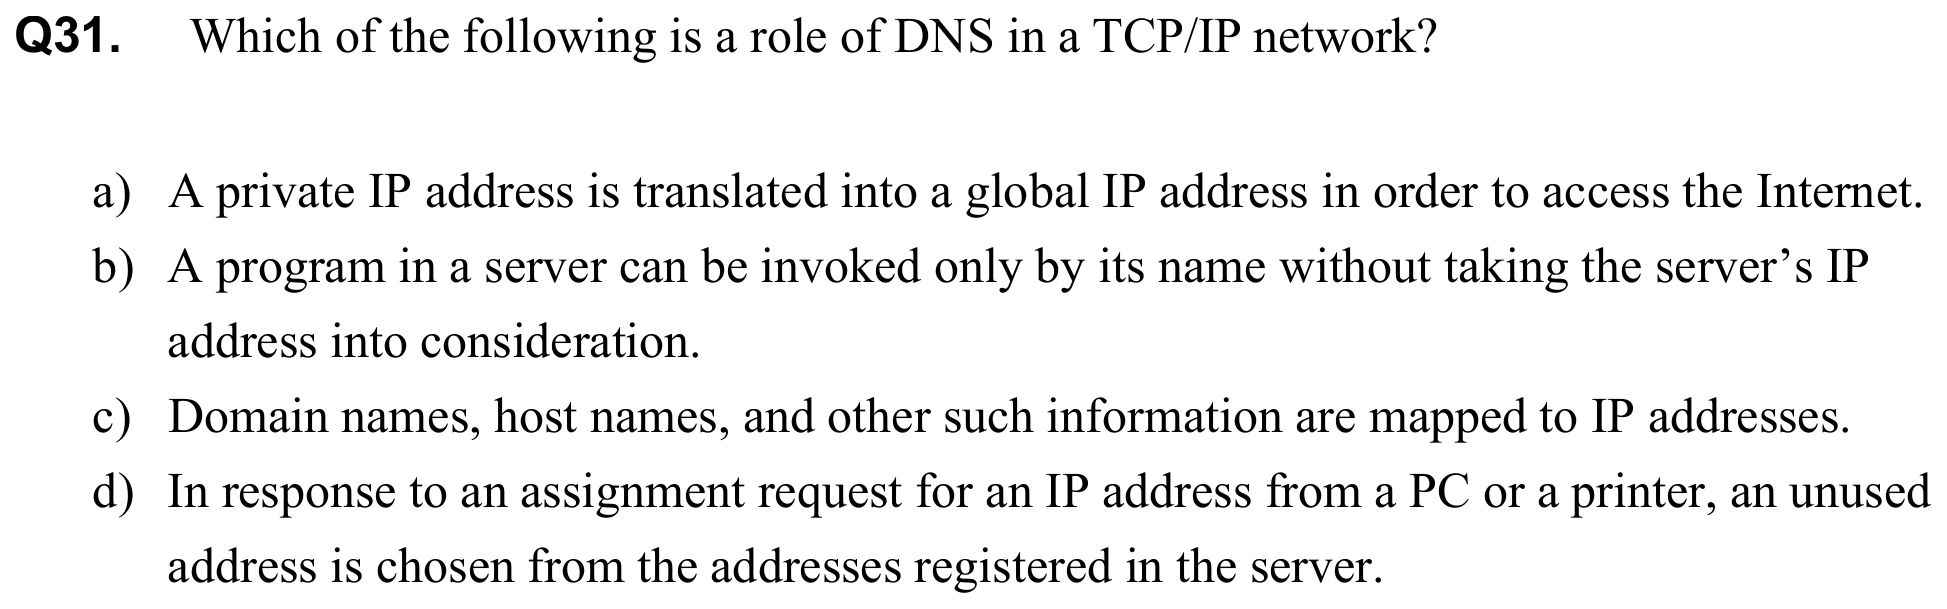 Q31. Which of the following is a role of DNS in a TCP/IP network?
a) A private IP address is translated into a global IP address in order to access the Internet.
b) A program in a server can be invoked only by its name without taking the server’s IP
address into consideration.
c) Domain names, host names, and other such information are mapped to IP addresses.
d) In response to an assignment request for an IP address from a PC or a printer, an unused
address is chosen from the addresses registered in the server.